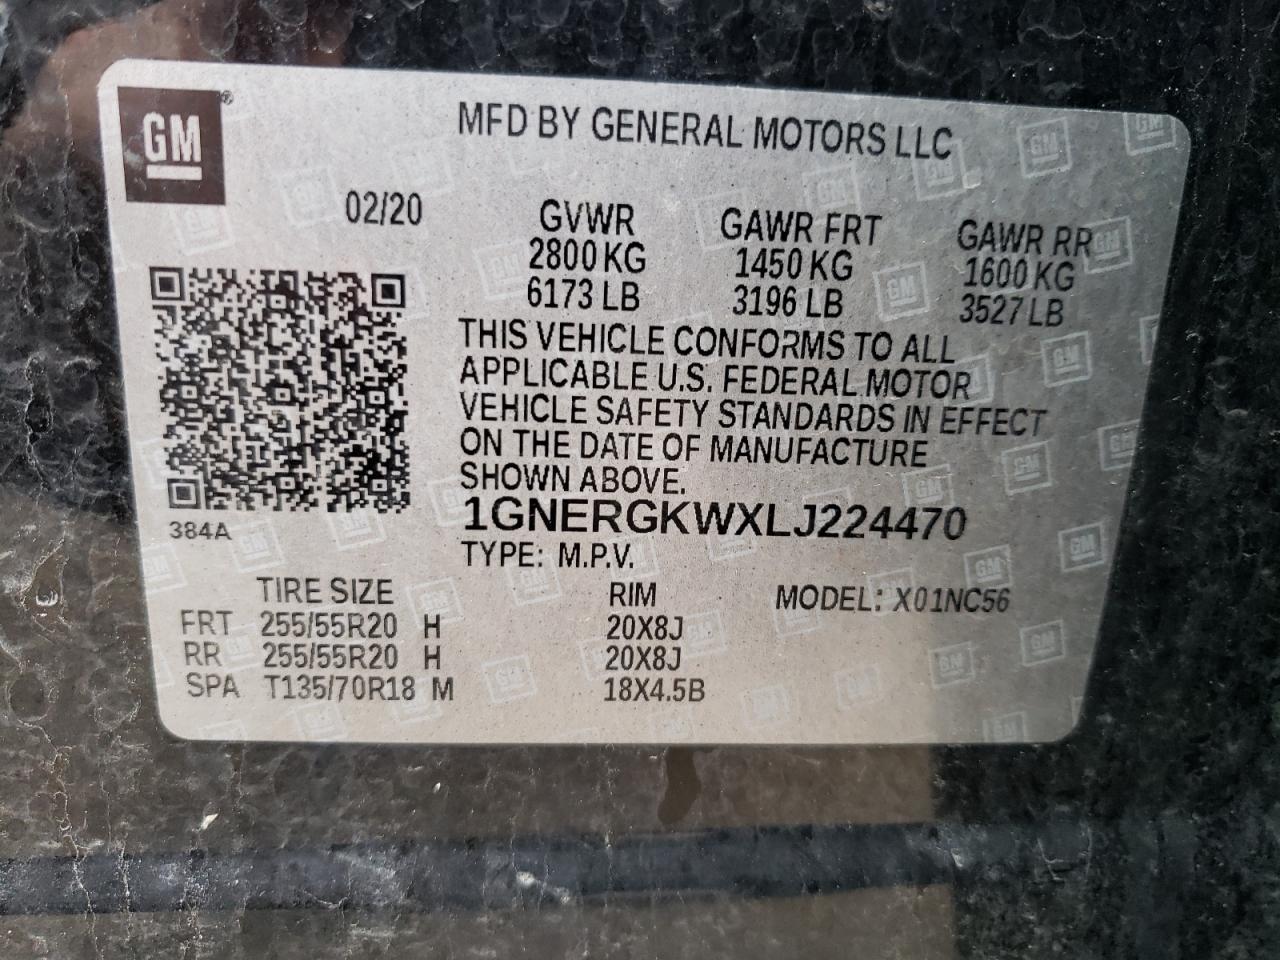 GM®
MFD BY GENERAL MOTORS LLC
02/20
GVWR GAWR FRT GAWR RR
2800 KG 1450 KG 1600 KG
6173 LB 3196 LB 3527 LB
THIS VEHICLE CONFORMS TO ALL
APPLICABLE U.S. FEDERAL MOTOR
VEHICLE SAFETY STANDARDS IN EFFECT
ON THE DATE OF MANUFACTURE
SHOWN ABOVE.
384A
1GNERGKWXLJ224470
TYPE: M.P.V.
TIRE SIZE RIM MODEL: X01NC56
FRT 255/55R20 H 20X8J
RR 255/55R20 H 20X8J
SPA T135/70R18 M 18X4.5B